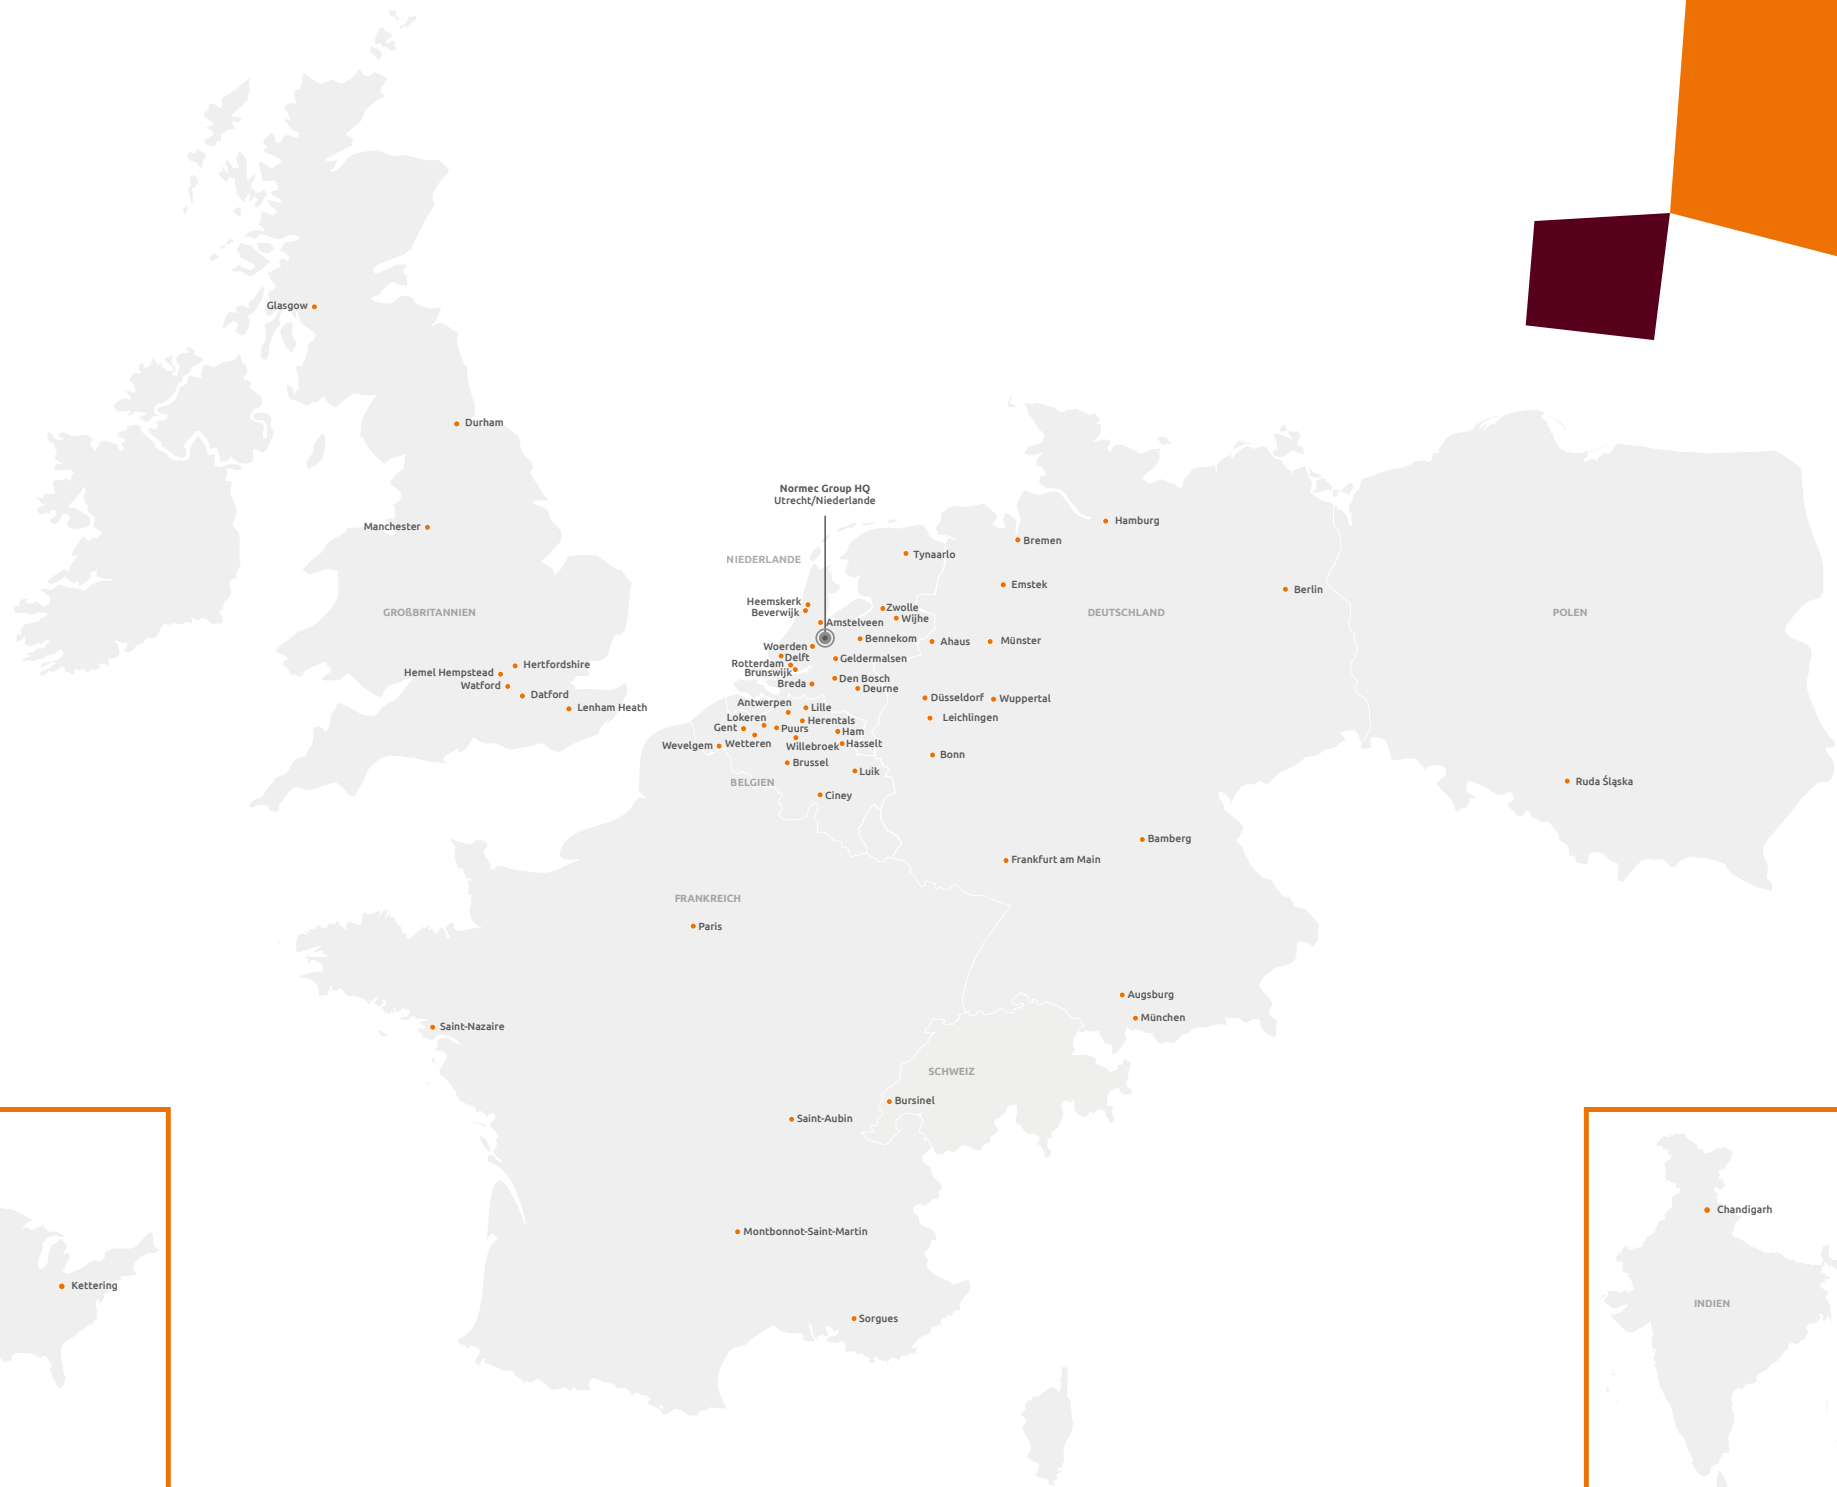 Glasgow
Durham
Normec Group HQ
Utrecht/Niederlande
Manchester
Hamburg
Bremen
Tynaarlo
NIEDERLANDE
Emstek
Berlin
Heemskerk
Beverwijk
Zwolle
Wijhe
GROßBRITANNIEN
DEUTSCHLAND
POLEN
Amstelveen
Bennekom
Ahaus
Münster
Woerden
Delft
Geldermalsen
Rotterdam
Brunswijk
Hertfordshire
Hemel Hempstead
Watford
Datford
Lenham Heath
Breda
Den Bosch
Deurne
Düsseldorf
Wuppertal
Antwerpen
Lille
Lokeren
Herentals
Leichlingen
Gent
Puurs
Ham
Wevelgem
Wetteren
Willebroek
Hasselt
Bonn
Brussel
Luik
BELGIEN
Ciney
Ruda Śląska
Bamberg
Frankfurt am Main
FRANKREICH
Paris
Augsburg
München
Saint-Nazaire
SCHWEIZ
Bursinel
Saint-Aubin
Chandigarh
Montbonnot-Saint-Martin
Kettering
INDIEN
Sorgues